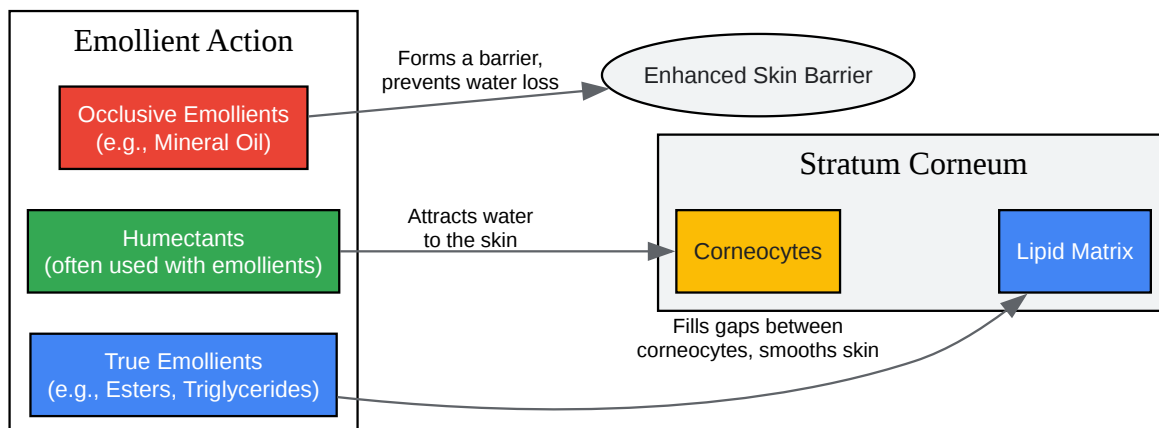 Emollient Action
Occlusive Emollients
(e.g., Mineral Oil)
Forms a barrier,
prevents water loss
Enhanced Skin Barrier
Stratum Corneum
Humectants
(often used with emollients)
Attracts water
to the skin
Corneocytes
Lipid Matrix
True Emollients
(e.g., Esters, Triglycerides)
Fills gaps between
corneocytes, smooths skin